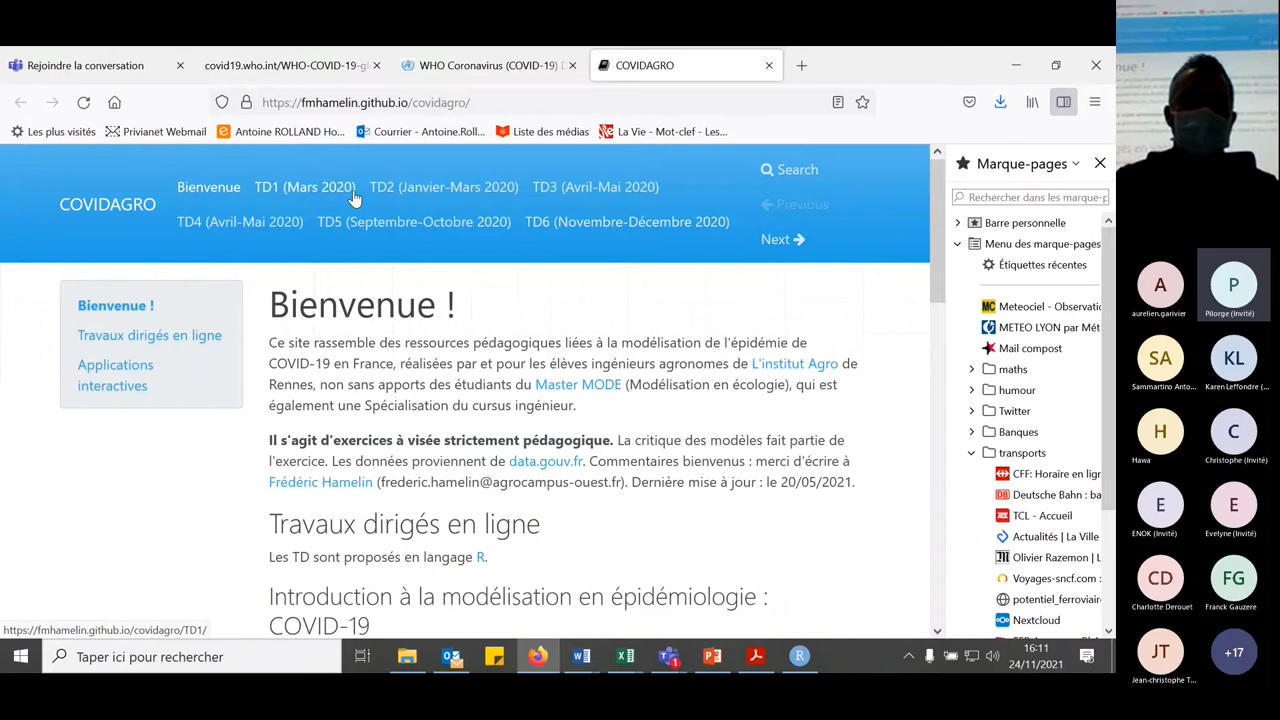 Rejoindre la conversation
covid19.who.int/WHO-COVID-19-gl
WHO Coronavirus (COVID-19) D
COVIDAGRO
https://fmhamelin.github.io/covidagro/
Les plus visités
Privianet Webmail
Antoine ROLLAND Ho...
Courrier - Antoine.Roll...
Liste des médias
La Vie - Mot-clef - Les...
COVIDAGRO
Bienvenue TD1 (Mars 2020) TD2 (Janvier-Mars 2020) TD3 (Avril-Mai 2020)
TD4 (Avril-Mai 2020) TD5 (Septembre-Octobre 2020) TD6 (Novembre-Décembre 2020)
Search
Previous
Next
Bienvenue !
Travaux dirigés en ligne
Applications
interactives
Bienvenue !
Ce site rassemble des ressources pédagogiques liées à la modélisation de l'épidémie de
COVID-19 en France, réalisées par et pour les élèves ingénieurs agronomes de L'institut Agro de
Rennes, non sans apports des étudiants du Master MODE (Modélisation en écologie), qui est
également une Spécialisation du cursus ingénieur.
Il s'agit d'exercices à visée strictement pédagogique. La critique des modèles fait partie de
l'exercice. Les données proviennent de data.gouv.fr. Commentaires bienvenus : merci d'écrire à
Frédéric Hamelin (frederic.hamelin@agrocampus-ouest.fr). Dernière mise à jour : le 20/05/2021.
Travaux dirigés en ligne
Les TD sont proposés en langage R.
Introduction à la modélisation en épidémiologie :
COVID-19
https://fmhamelin.github.io/covidagro/TD1/
Marque-pages
Rechercher dans les marque-p
Barre personnelle
Menu des marque-pages
Étiquettes récentes
Meteociel - Observatio
METEO LYON par Mét
Mail compost
maths
humour
Twitter
Banques
transports
CFF: Horaire en lign
Deutsche Bahn : ba
TCL - Accueil
Actualités | La Ville
Olivier Razemon | L
Voyages-sncf.com :
potentiel_ferroviair
Nextcloud
Taper ici pour rechercher
16:11
24/11/2021
A
aurelien.garivier
P
Pilorge (Invité)
SA
Sammartino Anto...
KL
Karen Leffondre (...
H
Hawa
C
Christophe (Invité)
E
ENOK (Invité)
E
Evelyne (Invité)
CD
Charlotte Derouet
FG
Franck Gauzere
JT
Jean-christophe T...
+17